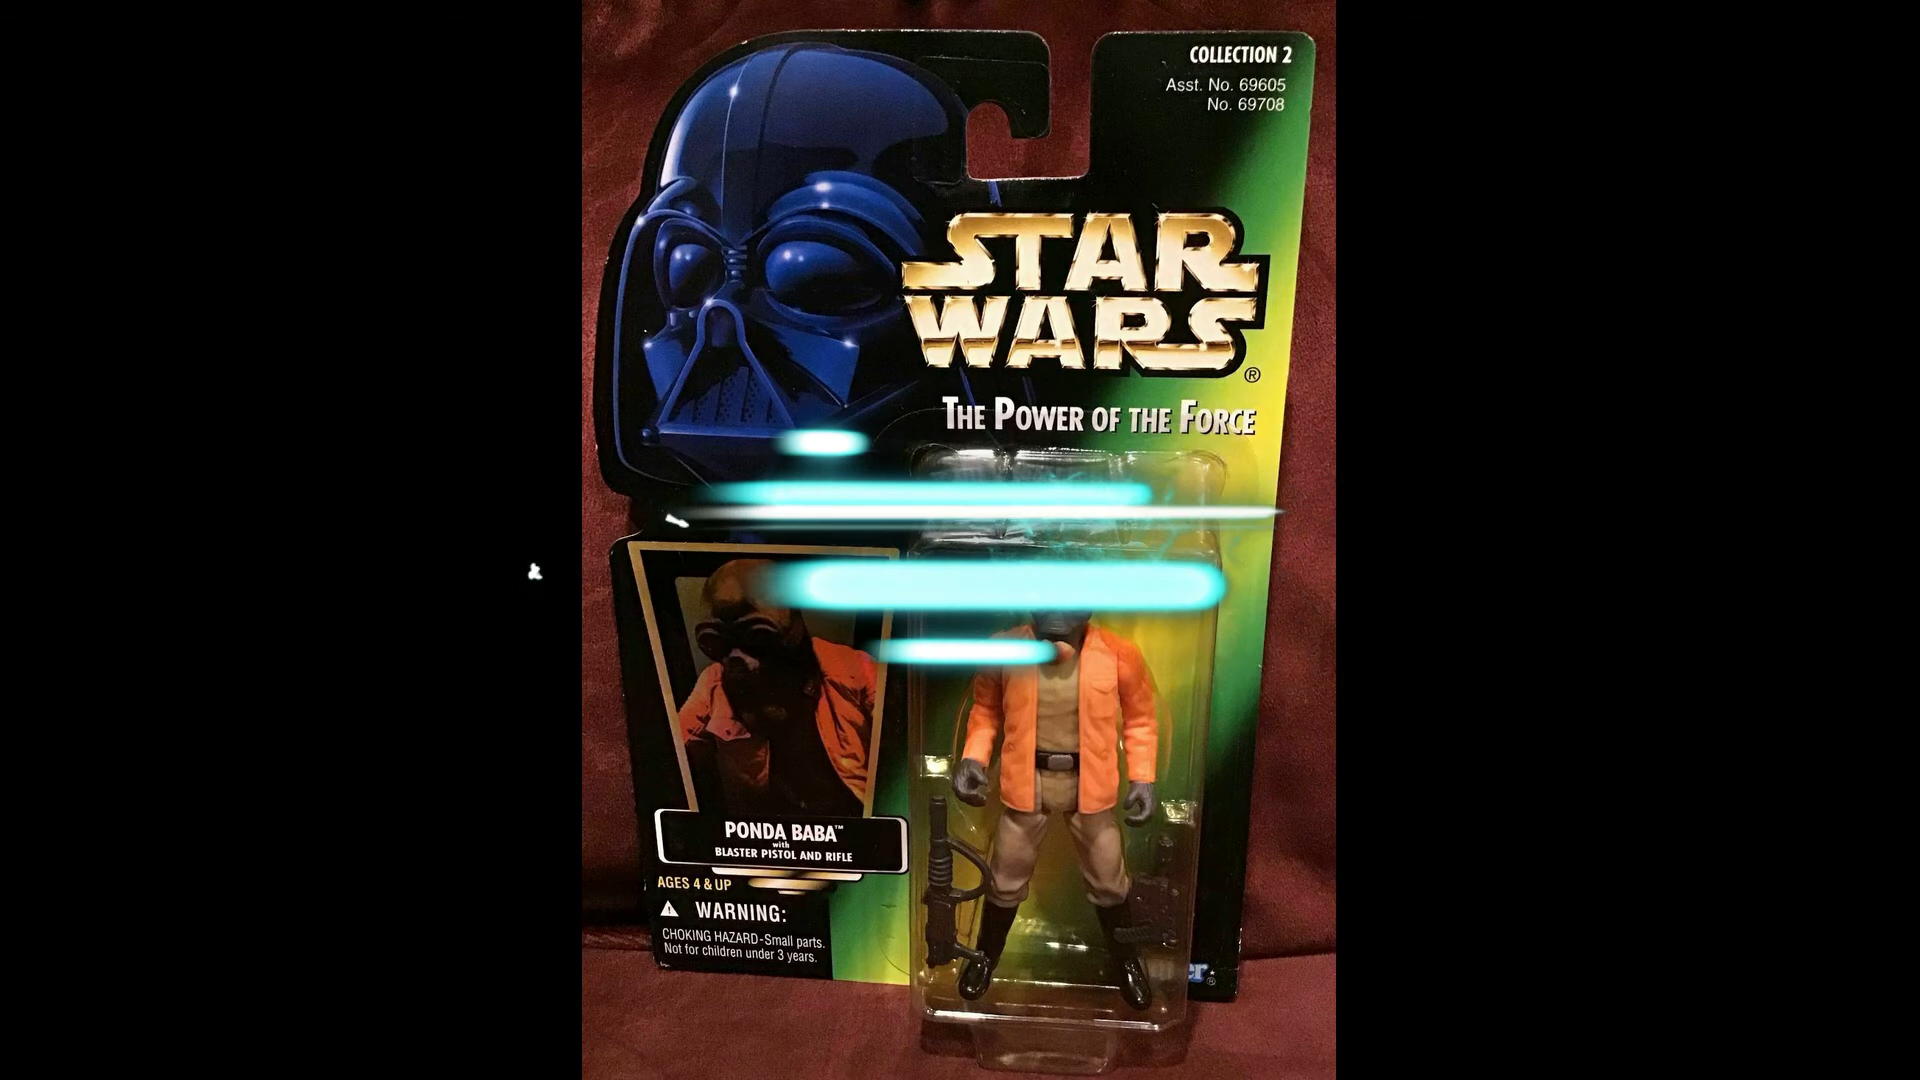 COLLECTION 2
Asst. No. 69605
No. 69708
STAR
WARS®
THE POWER OF THE FORCE
&
PONDA BABA™
with
BLASTER PISTOL AND RIFLE
AGES 4 & UP
WARNING:
CHOKING HAZARD-Small parts.
Not for children under 3 years.